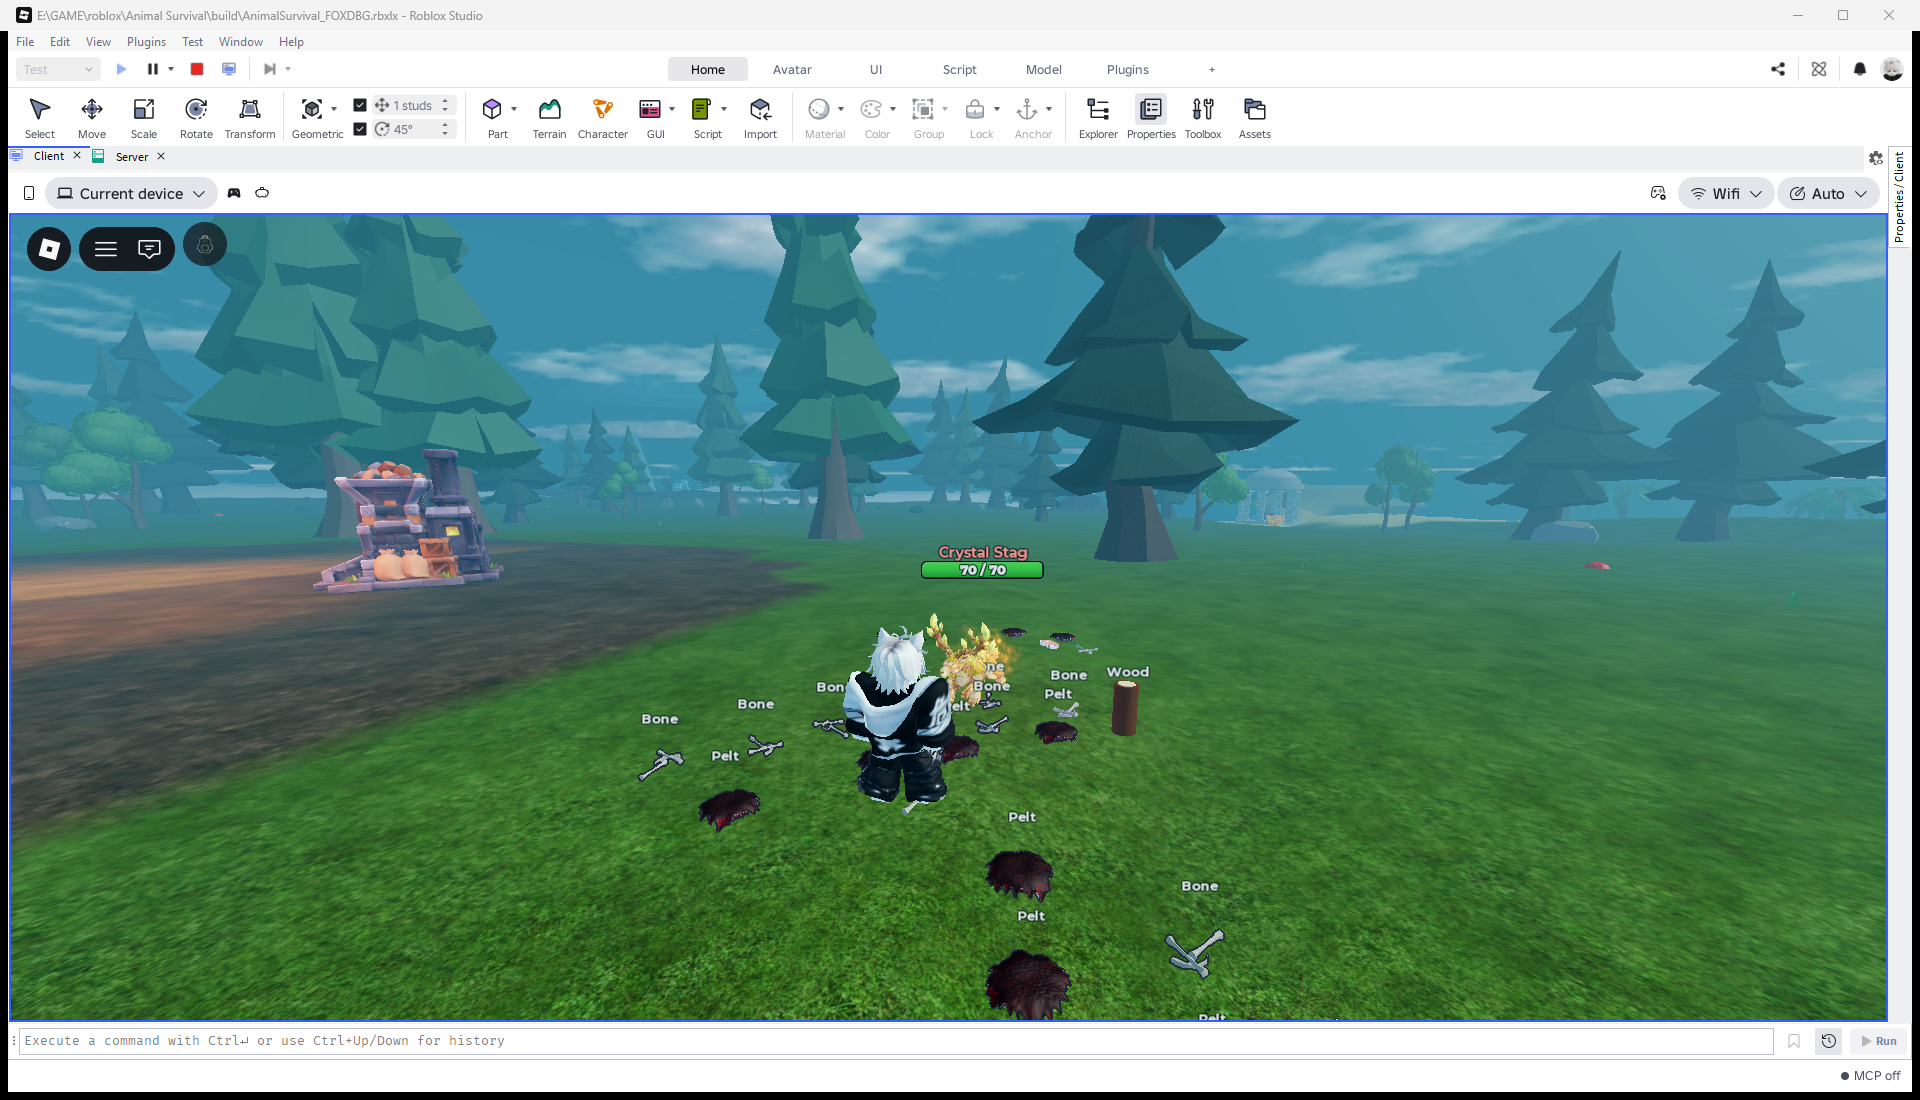 E:\GAME\roblox\Animal Survival\build\AnimalSurvival_FOXDBG.rbxlx - Roblox Studio
File Edit View Plugins Test Window Help
Test
Home Avatar UI Script Model Plugins +
1 studs
45°
Select Move Scale Rotate Transform Geometric Part Terrain Character GUI Script Import Material Color Group Lock Anchor Explorer Properties Toolbox Assets
Client Server
Properties / Client
Current device
Wifi Auto
Crystal Stag
70 / 70
Bone
Bone
Wood
Bone
Pelt
Bone
Bone
Pelt
Pelt
Bone
Pelt
Pelt
Execute a command with Ctrl↵ or use Ctrl+Up/Down for history
Run
MCP off